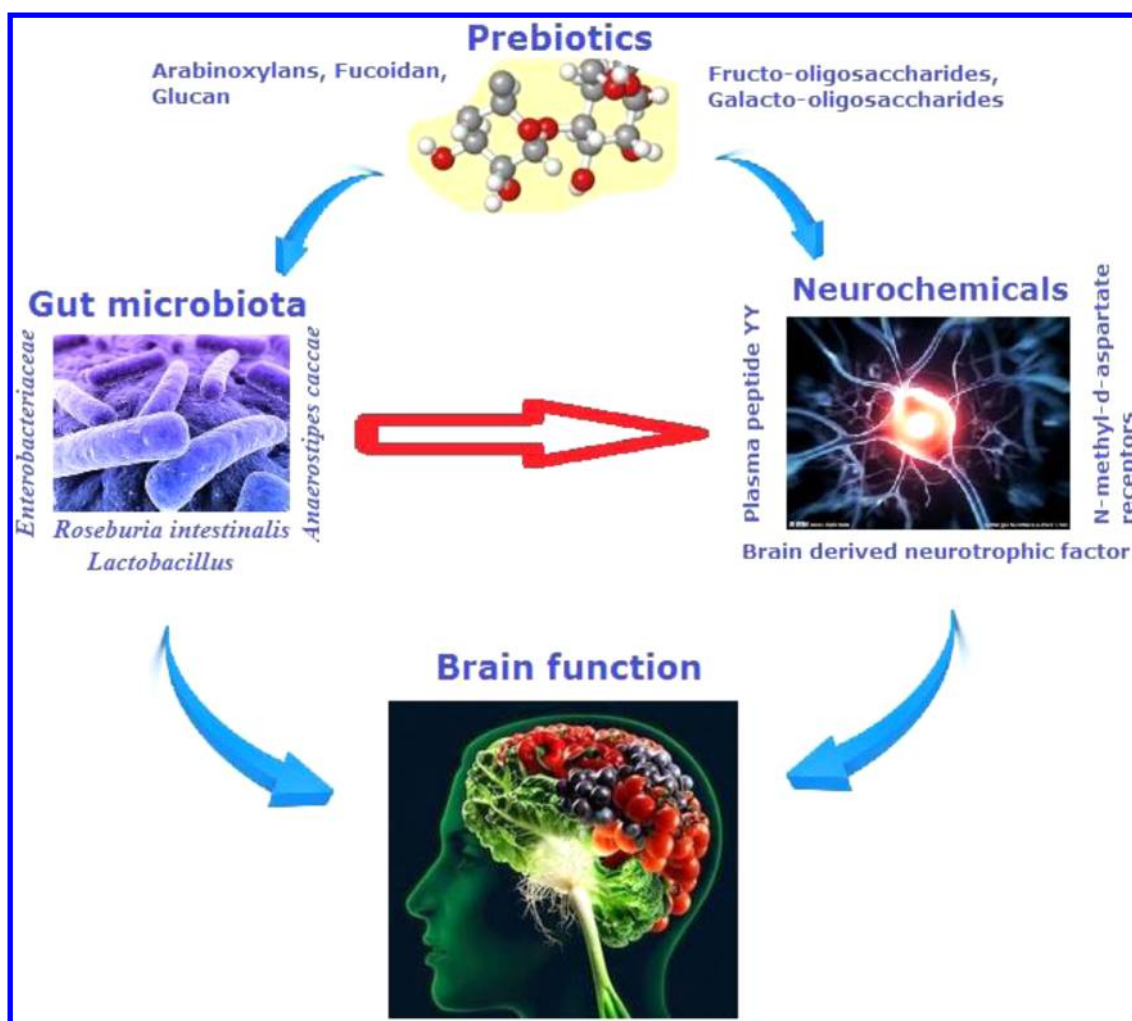 Prebiotics
Arabinoxylans, Fucoidan,
Glucan
Fructo-oligosaccharides,
Galacto-oligosaccharides
Gut microbiota
Enterobacteriaceae
Anaerostipes caccae
Roseburia intestinalis
Lactobacillus
Neurochemicals
Plasma peptide YY
N-methyl-d-aspartate
receptors
Brain derived neurotrophic factor
Brain function